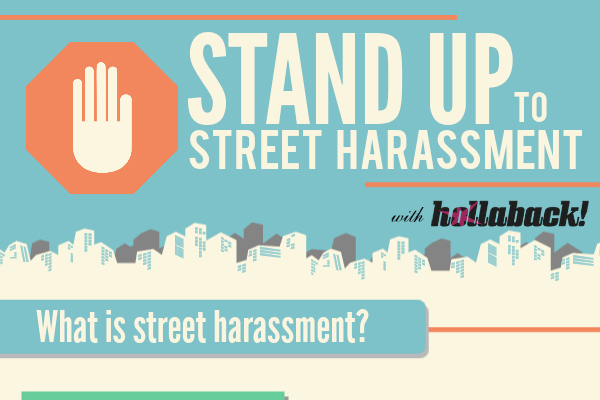 STAND UP TO
STREET HARASSMENT
with hollaback!
What is street harassment?